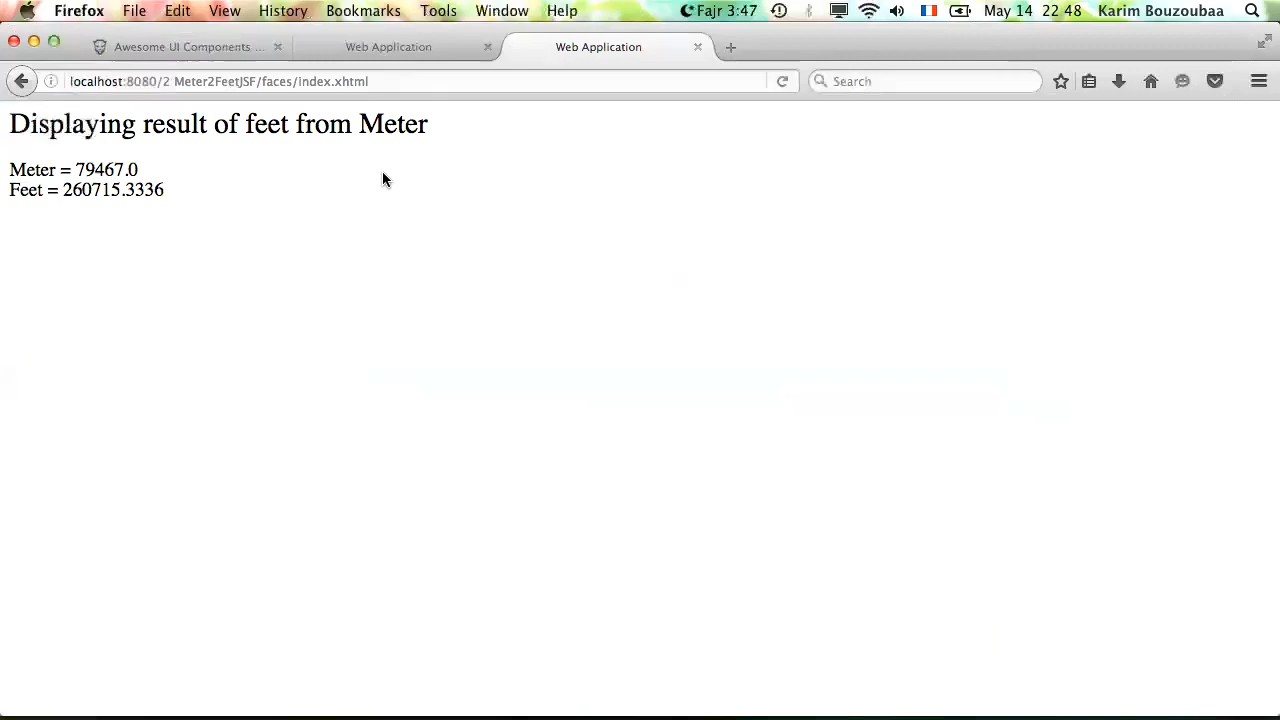 Firefox File Edit View History Bookmarks Tools Window Help Fajr 3:47 May 14 22 48 Karim Bouzoubaa
Awesome UI Components ... Web Application Web Application
localhost:8080/2 Meter2FeetJSF/faces/index.xhtml Search
Displaying result of feet from Meter
Meter = 79467.0
Feet = 260715.3336